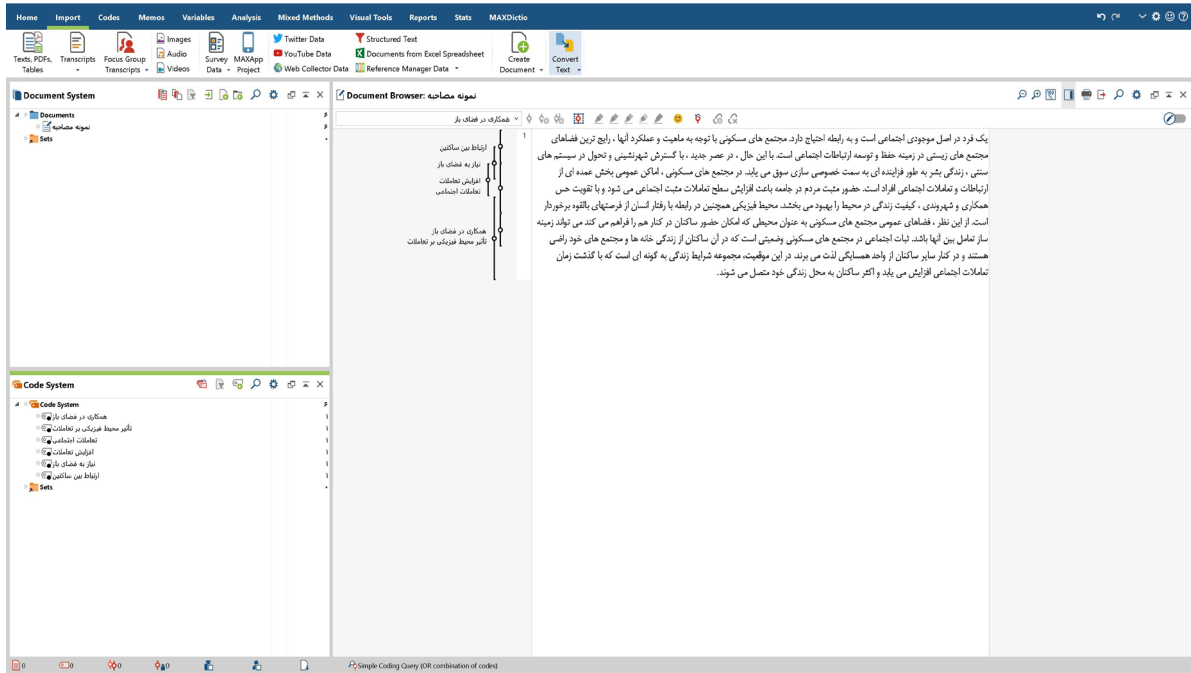 Home Import Codes Memos Variables Analysis Mixed Methods Visual Tools Reports Stats MAXDictio
Texts, PDFs, Tables
Transcripts
Focus Group Transcripts
Images
Audio
Videos
Survey Data
MAXApp Project
Twitter Data
YouTube Data
Web Collector Data
Structured Text
Documents from Excel Spreadsheet
Reference Manager Data
Create Document
Convert Text
Document System
Documents ۶
نمونه مصاحبه ۶
Sets
Code System
Code System ۶
همکاری در فضای باز ۱
تأثیر محیط فیزیکی بر تعاملات ۱
تعاملات اجتماعی ۱
افزایش تعاملات ۱
نیاز به فضای باز ۱
ارتباط بین ساکنین ۱
Sets
Document Browser: نمونه مصاحبه
همکاری در فضای باز
ارتباط بین ساکنین
نیاز به فضای باز
افزایش تعاملات
تعاملات اجتماعی
همکاری در فضای باز
تأثیر محیط فیزیکی بر تعاملات
1
یک فرد در اصل موجودی اجتماعی است و به رابطه احتیاج دارد. مجتمع های مسکونی با توجه به ماهیت و عملکرد آنها ، رایج ترین فضاهای
مجتمع های زیستی در زمینه حفظ و توسعه ارتباطات اجتماعی است. با این حال ، در عصر جدید ، با گسترش شهرنشینی و تحول در سیستم های
سنتی ، زندگی بشر به طور فزاینده ای به سمت خصوصی سازی سوق می یابد. در مجتمع های مسکونی ، اماکن عمومی بخش عمده ای از
ارتباطات و تعاملات اجتماعی افراد است. حضور مثبت مردم در جامعه باعث افزایش سطح تعاملات مثبت اجتماعی می شود و با تقویت حس
همکاری و شهروندی ، کیفیت زندگی در محیط را بهبود می بخشد. محیط فیزیکی همچنین در رابطه با رفتار انسان از فرصتهای بالقوه برخوردار
است. از این نظر ، فضاهای عمومی مجتمع های مسکونی به عنوان محیطی که امکان حضور ساکنان در کنار هم را فراهم می کند می تواند زمینه
ساز تعامل بین آنها باشد. ثبات اجتماعی در مجتمع های مسکونی وضعیتی است که در آن ساکنان از زندگی خانه ها و مجتمع های خود راضی
هستند و در کنار سایر ساکنان از واحد همسایگی لذت می برند. در این موقعیت، مجموعه شرایط زندگی به گونه ای است که با گذشت زمان
تعاملات اجتماعی افزایش می یابد و اکثر ساکنان به محل زندگی خود متصل می شوند.
0 0 0 0 Simple Coding Query (OR combination of codes)